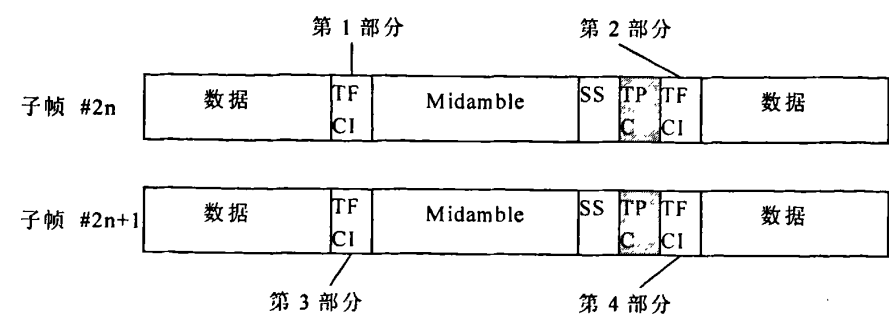 第 1 部分 第 2 部分
子帧 #2n 数据 TF CI Midamble SS TP C TF CI 数据
子帧 #2n+1 数据 TF CI Midamble SS TP C TF CI 数据
第 3 部分 第 4 部分